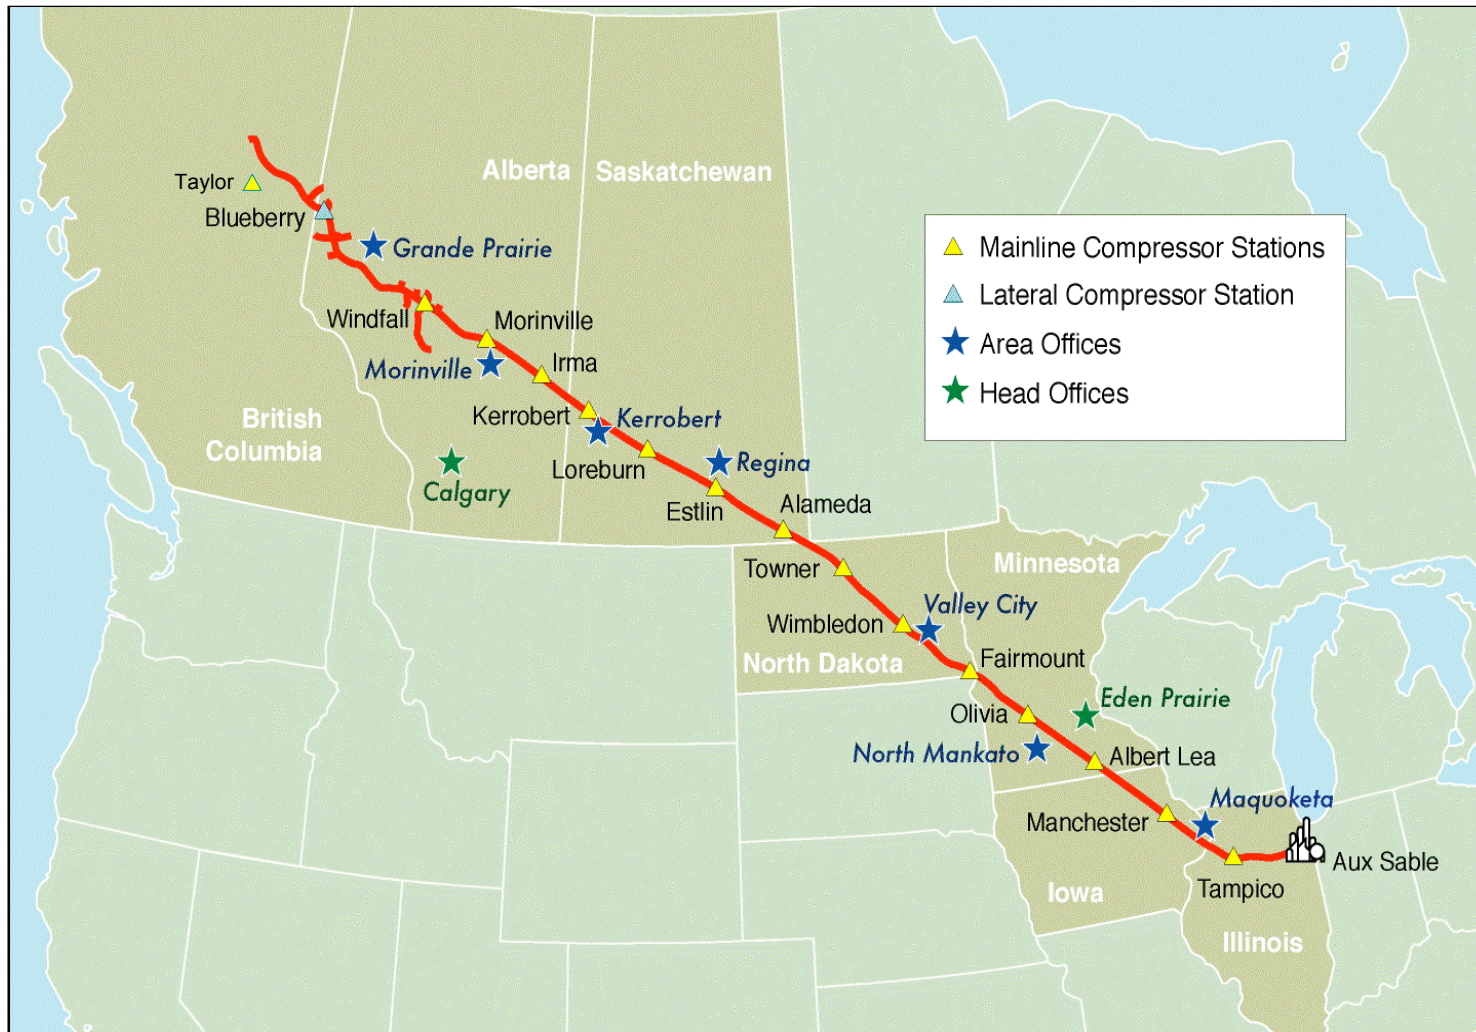 Alberta
Saskatchewan
Taylor
Blueberry
Grande Prairie
Mainline Compressor Stations
Lateral Compressor Station
Area Offices
Head Offices
Windfall
Morinville
Morinville
Irma
Kerrobert
Kerrobert
British
Columbia
Calgary
Loreburn
Regina
Estlin
Alameda
Towner
Minnesota
Wimbledon
Valley City
North Dakota
Fairmount
Olivia
Eden Prairie
North Mankato
Albert Lea
Manchester
Maquoketa
Aux Sable
Tampico
Iowa
Illinois